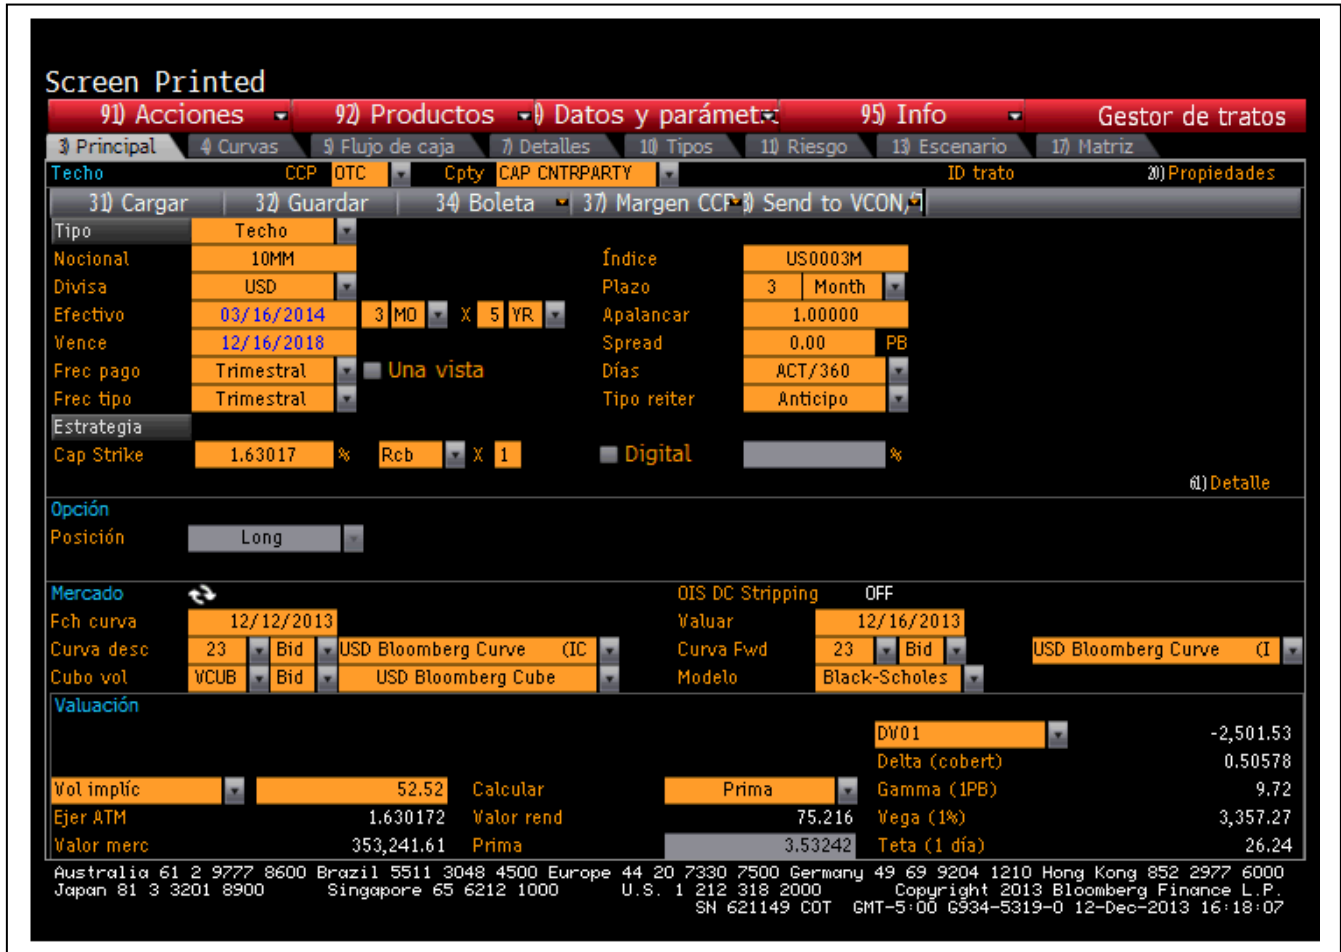 Screen Printed
91) Acciones 92) Productos ) Datos y parámet 95) Info Gestor de tratos
3) Principal 4) Curvas 5) Flujo de caja 7) Detalles 10) Tipos 11) Riesgo 13) Escenario 17) Matriz
Techo CCP OTC Cpty CAP CNTRPARTY ID trato 20) Propiedades
31) Cargar 32) Guardar 34) Boleta 37) Margen CCP ) Send to VCON,
Tipo Techo
Nocional 10MM Índice US0003M
Divisa USD Plazo 3 Month
Efectivo 03/16/2014 3 MO X 5 YR Apalancar 1.00000
Vence 12/16/2018 Spread 0.00 PB
Frec pago Trimestral Una vista Días ACT/360
Frec tipo Trimestral Tipo reiter Anticipo
Estrategia
Cap Strike 1.63017 % Rcb X 1 Digital %
61) Detalle
Opción
Posición Long
Mercado OIS DC Stripping OFF
Fch curva 12/12/2013 Valuar 12/16/2013
Curva desc 23 Bid USD Bloomberg Curve (IC Curva Fwd 23 Bid USD Bloomberg Curve (I
Cubo vol VCUB Bid USD Bloomberg Cube Modelo Black-Scholes
Valuación
DV01 -2,501.53
Delta (cobert) 0.50578
Vol implíc 52.52 Calcular Prima Gamma (1PB) 9.72
Ejer ATM 1.630172 Valor rend 75.216 Vega (1%) 3,357.27
Valor merc 353,241.61 Prima 3.53242 Teta (1 día) 26.24
Australia 61 2 9777 8600 Brazil 5511 3048 4500 Europe 44 20 7330 7500 Germany 49 69 9204 1210 Hong Kong 852 2977 6000
Japan 81 3 3201 8900 Singapore 65 6212 1000 U.S. 1 212 318 2000 Copyright 2013 Bloomberg Finance L.P.
SN 621149 COT GMT-5:00 G934-5319-0 12-Dec-2013 16:18:07